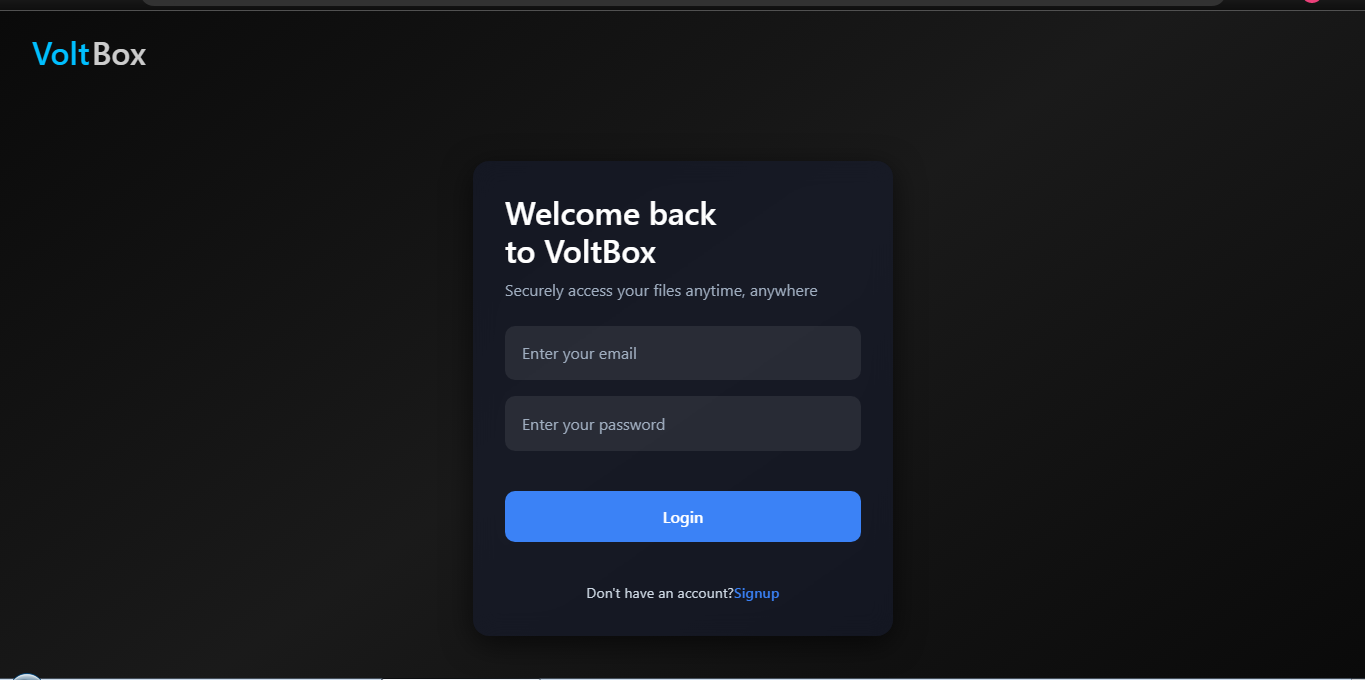 VoltBox
Welcome back
to VoltBox
Securely access your files anytime, anywhere
Enter your email
Enter your password
Login
Don't have an account?Signup